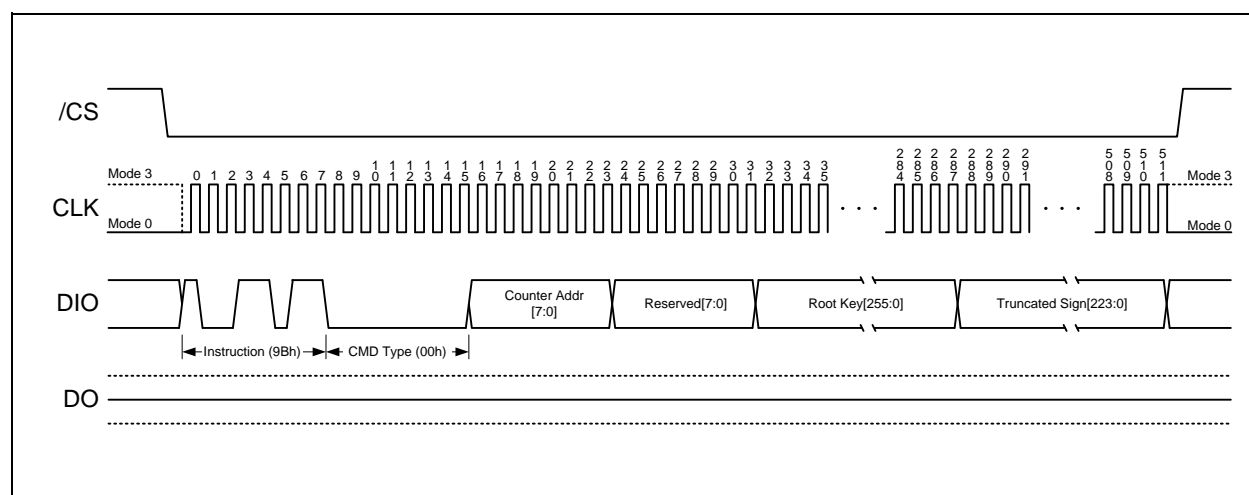 /CS
0 1 2 3 4 5 6 7 8 9 10 11 12 13 14 15 16 17 18 19 20 21 22 23 24 25 26 27 28 29 30 31 32 33 34 35 284 285 286 287 288 289 290 291 508 509 510 511
Mode 3 Mode 3
CLK
Mode 0 Mode 0
DIO Counter Addr Reserved[7:0] Root Key[255:0] Truncated Sign[223:0]
[7:0]
Instruction (9Bh) CMD Type (00h)
DO